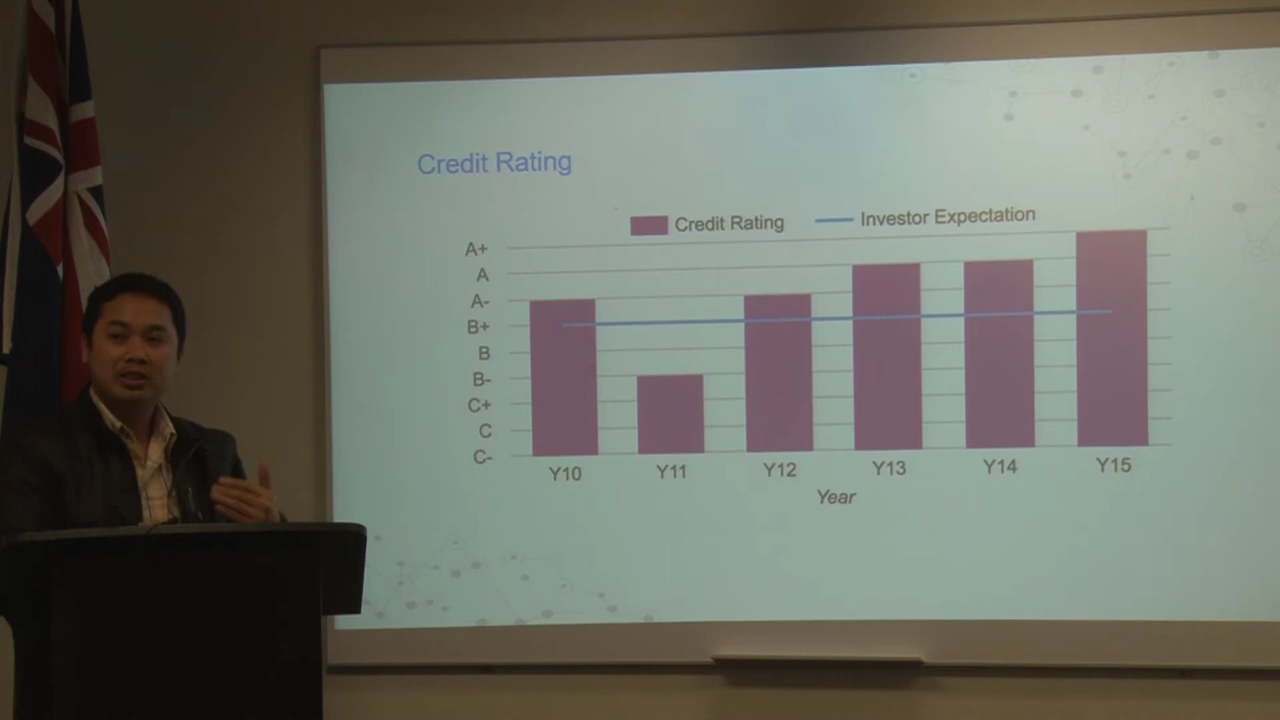 Credit Rating
Credit Rating Investor Expectation
A+
A
A-
B+
B
B-
C+
C
C-
Y10 Y11 Y12 Y13 Y14 Y15
Year